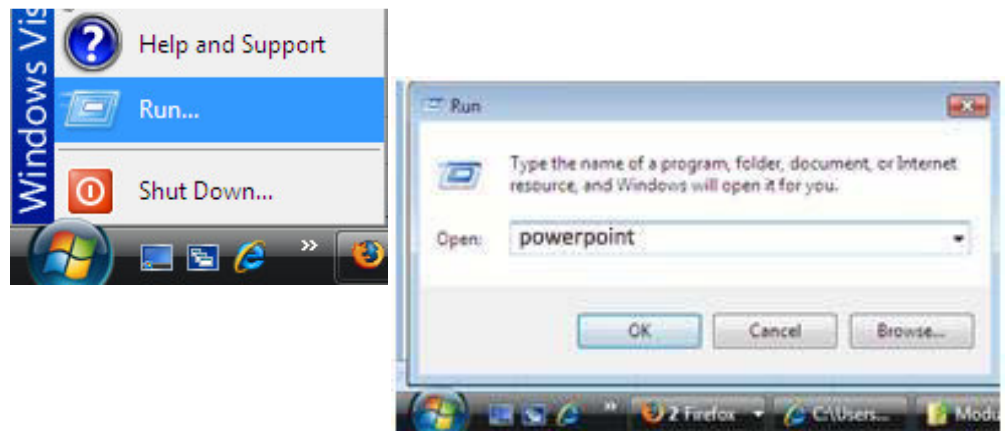 Windows Vis
Help and Support
Run...
Shut Down...
»
Run
Type the name of a program, folder, document, or Internet
resource, and Windows will open it for you.
Open: powerpoint
OK Cancel Browse...
» 2 Firefox C:\Users... Modu